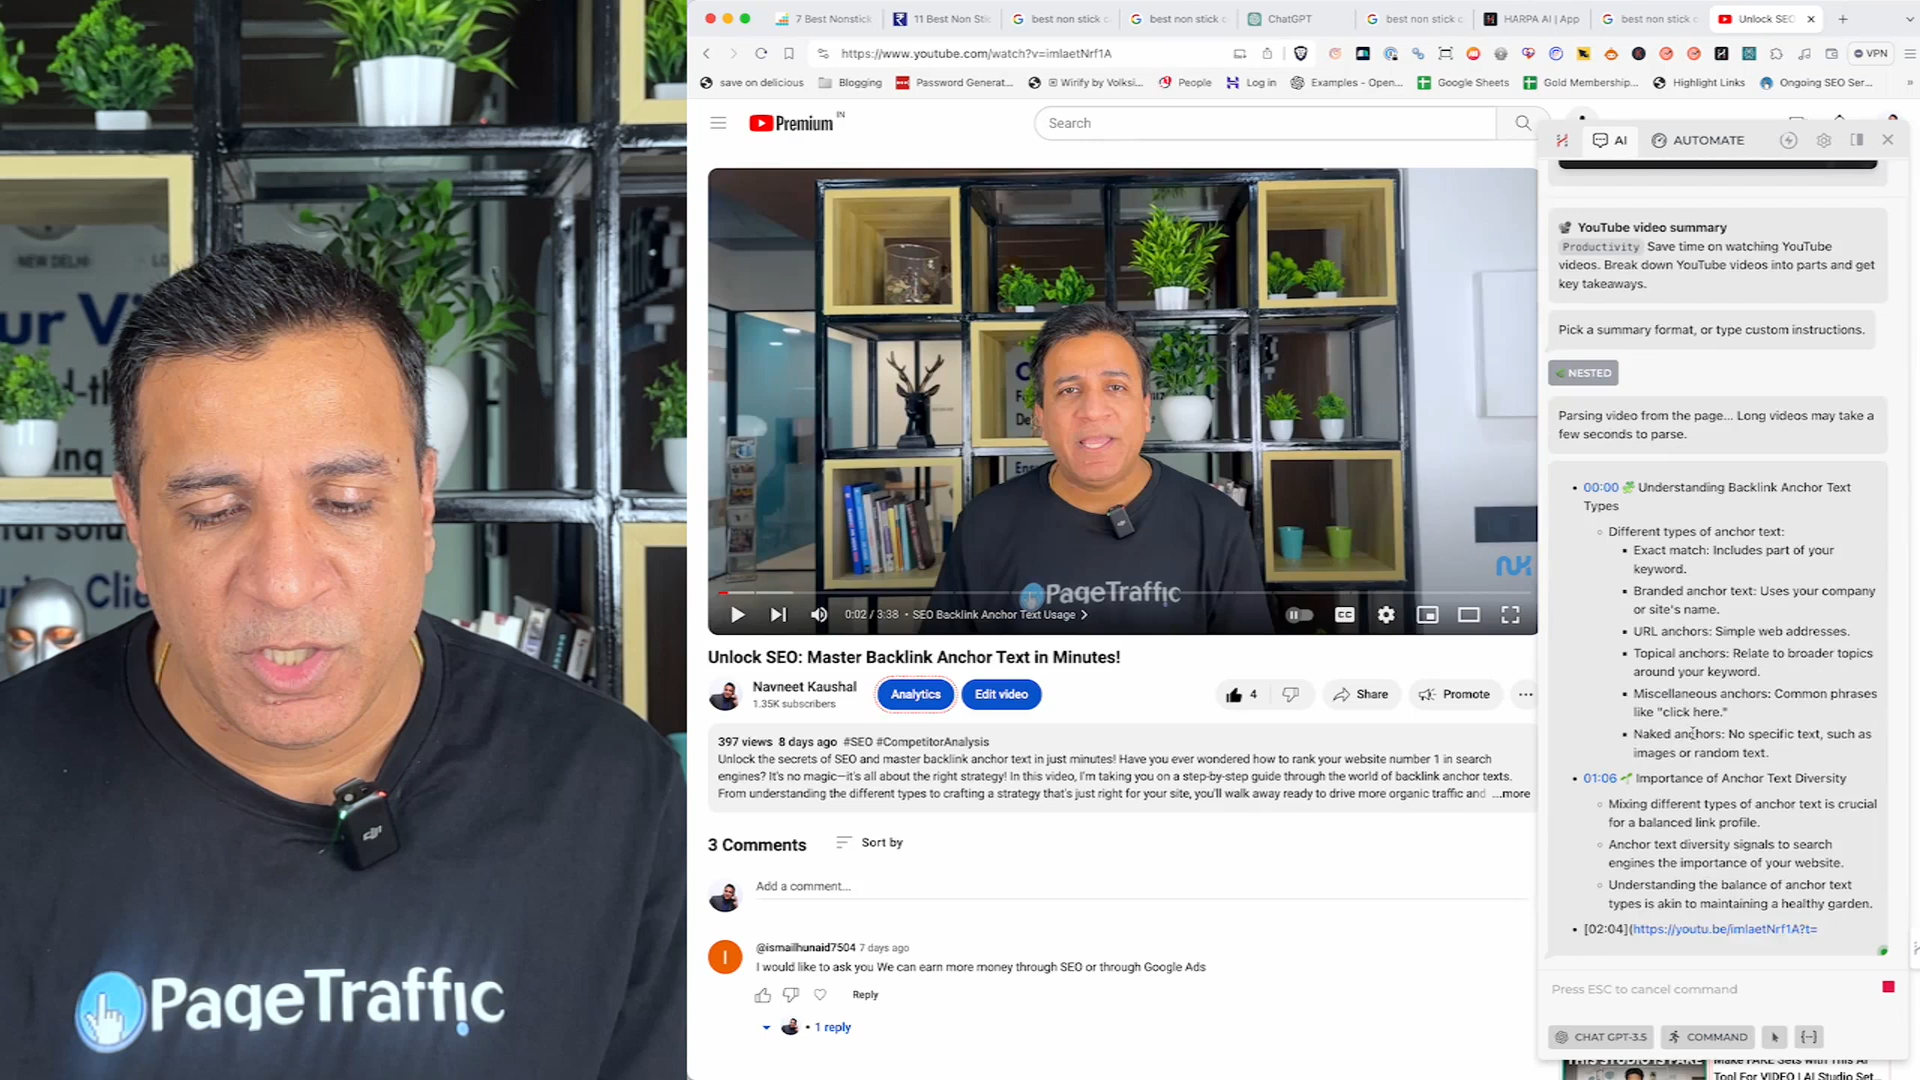 7 Best Nonstick
11 Best Non Stic
best non stick c
best non stick c
ChatGPT
best non stick c
HARPA AI | App
best non stick c
Unlock SEO
https://www.youtube.com/watch?v=imlaetNrf1A
VPN
save on delicious
Blogging
Password Generat...
Wirify by Volksi...
People
Log in
Examples - Open...
Google Sheets
Gold Membership...
Highlight Links
Ongoing SEO Ser...
Premium IN
Search
AI
AUTOMATE
YouTube video summary
Productivity Save time on watching YouTube
videos. Break down YouTube videos into parts and get
key takeaways.
Pick a summary format, or type custom instructions.
NESTED
Parsing video from the page... Long videos may take a
few seconds to parse.
• 00:00 Understanding Backlink Anchor Text
Types
Different types of anchor text:
Exact match: Includes part of your
keyword.
Branded anchor text: Uses your company
or site's name.
URL anchors: Simple web addresses.
Topical anchors: Relate to broader topics
around your keyword.
Miscellaneous anchors: Common phrases
like "click here."
Naked anchors: No specific text, such as
images or random text.
• 01:06 Importance of Anchor Text Diversity
Mixing different types of anchor text is crucial
for a balanced link profile.
Anchor text diversity signals to search
engines the importance of your website.
Understanding the balance of anchor text
types is akin to maintaining a healthy garden.
• [02:04](https://youtu.be/imlaetNrf1A?t=
Press ESC to cancel command
CHAT GPT-3.5
COMMAND
Make FAKE Sets with This AI
Tool For VIDEO | AI Studio Set...
PageTraffic
0:02 / 3:38 • SEO Backlink Anchor Text Usage
Unlock SEO: Master Backlink Anchor Text in Minutes!
Navneet Kaushal
1.35K subscribers
Analytics
Edit video
4
Share
Promote
397 views 8 days ago #SEO #CompetitorAnalysis
Unlock the secrets of SEO and master backlink anchor text in just minutes! Have you ever wondered how to rank your website number 1 in search
engines? It's no magic—it's all about the right strategy! In this video, I'm taking you on a step-by-step guide through the world of backlink anchor texts.
From understanding the different types to crafting a strategy that's just right for your site, you'll walk away ready to drive more organic traffic and ...more
3 Comments
Sort by
Add a comment...
I
@ismailhunaid7504 7 days ago
I would like to ask you We can earn more money through SEO or through Google Ads
Reply
• 1 reply
NEW DELHI
ur Vi
ing
PageTraffic